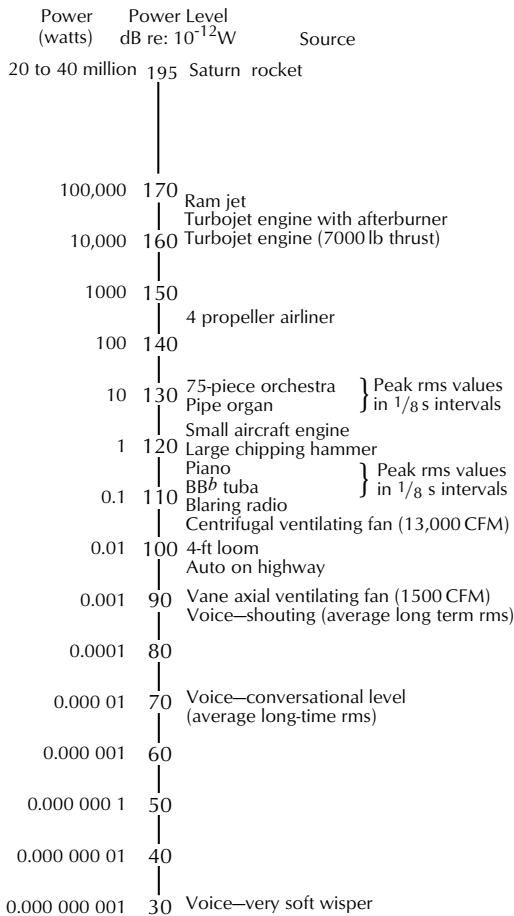 Power Power Level
(watts) dB re: 10⁻¹²W Source
20 to 40 million 195 Saturn rocket
100,000 170
Ram jet
Turbojet engine with afterburner
10,000 160 Turbojet engine (7000 lb thrust)
1000 150
4 propeller airliner
100 140
10 130 75-piece orchestra } Peak rms values
Pipe organ in 1/8 s intervals
Small aircraft engine
1 120 Large chipping hammer
Piano } Peak rms values
0.1 110 BBb tuba in 1/8 s intervals
Blaring radio
Centrifugal ventilating fan (13,000 CFM)
0.01 100 4-ft loom
Auto on highway
0.001 90 Vane axial ventilating fan (1500 CFM)
Voice—shouting (average long term rms)
0.0001 80
0.000 01 70 Voice—conversational level
(average long-time rms)
0.000 001 60
0.000 000 1 50
0.000 000 01 40
0.000 000 001 30 Voice—very soft wisper